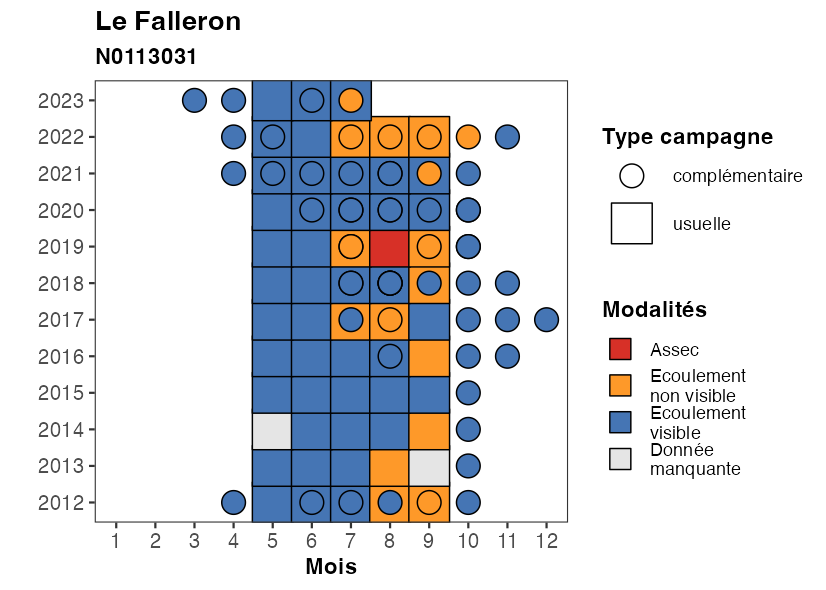 Le Falleron
N0113031
2023
2022
2021
2020
2019
2018
2017
2016
2015
2014
2013
2012
1 2 3 4 5 6 7 8 9 10 11 12
Mois
Type campagne
complémentaire
usuelle
Modalités
Assec
Ecoulement
non visible
Ecoulement
visible
Donnée
manquante